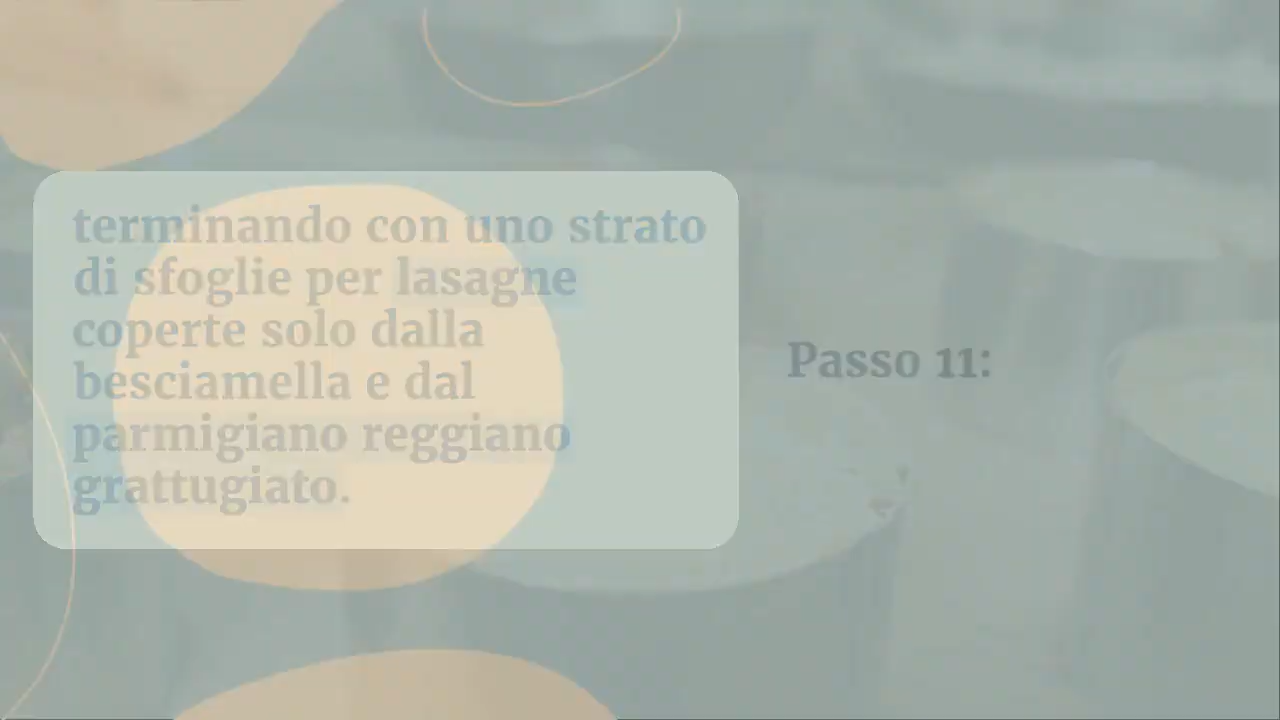 terminando con uno strato
di sfoglie per lasagne
coperte solo dalla
besciamella e dal
parmigiano reggiano
grattugiato.
Passo 11: